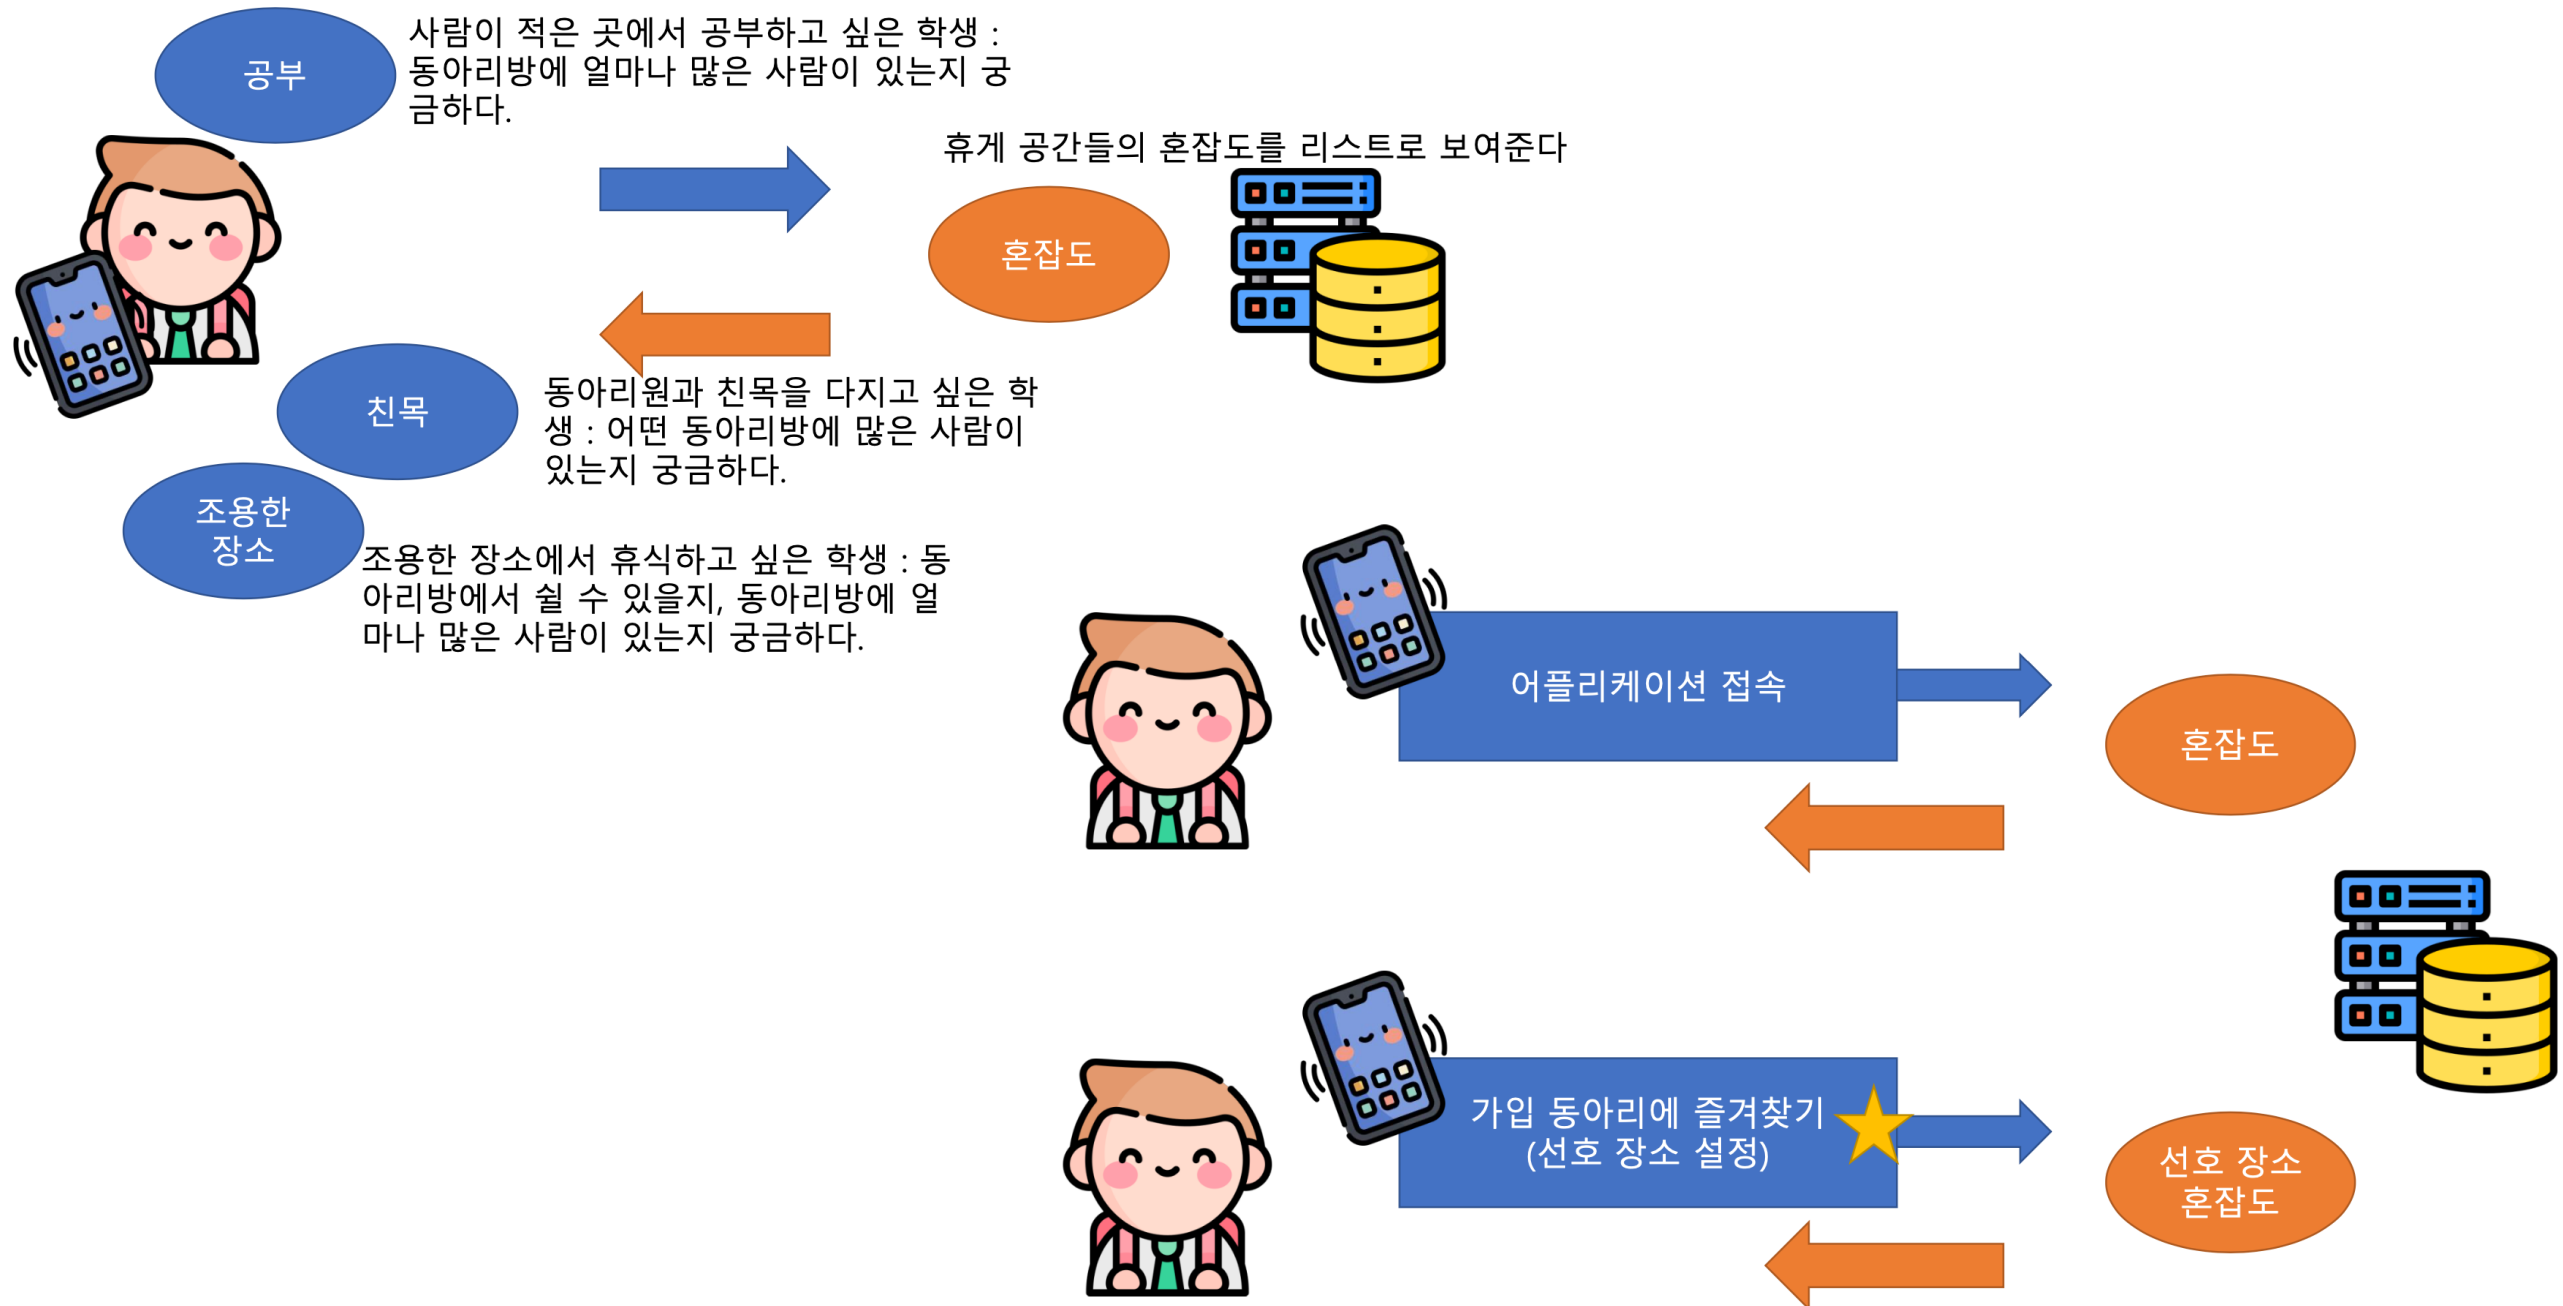 공부
사람이 적은 곳에서 공부하고 싶은 학생 :
동아리방에 얼마나 많은 사람이 있는지 궁
금하다.
휴게 공간들의 혼잡도를 리스트로 보여준다
혼잡도
친목
동아리원과 친목을 다지고 싶은 학
생 : 어떤 동아리방에 많은 사람이
있는지 궁금하다.
조용한
장소
조용한 장소에서 휴식하고 싶은 학생 : 동
아리방에서 쉴 수 있을지, 동아리방에 얼
마나 많은 사람이 있는지 궁금하다.
어플리케이션 접속
혼잡도
가입 동아리에 즐겨찾기
(선호 장소 설정)
선호 장소
혼잡도